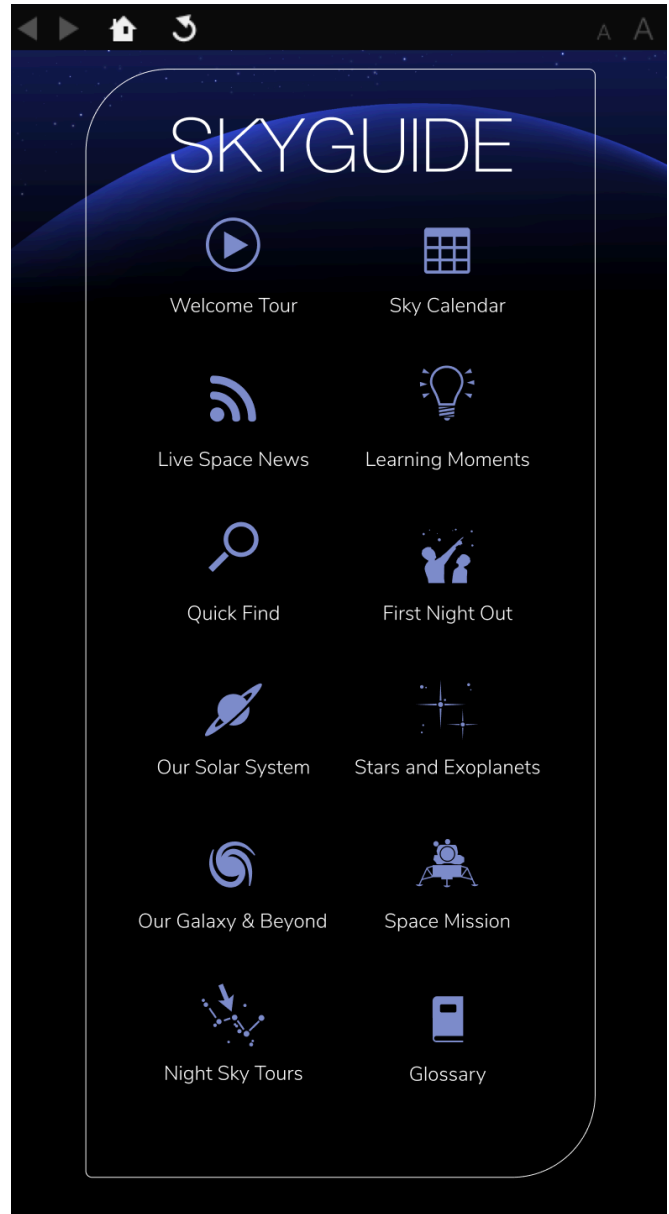 A A
SKYGUIDE
Welcome Tour
Sky Calendar
Live Space News
Learning Moments
Quick Find
First Night Out
Our Solar System
Stars and Exoplanets
Our Galaxy & Beyond
Space Mission
Night Sky Tours
Glossary